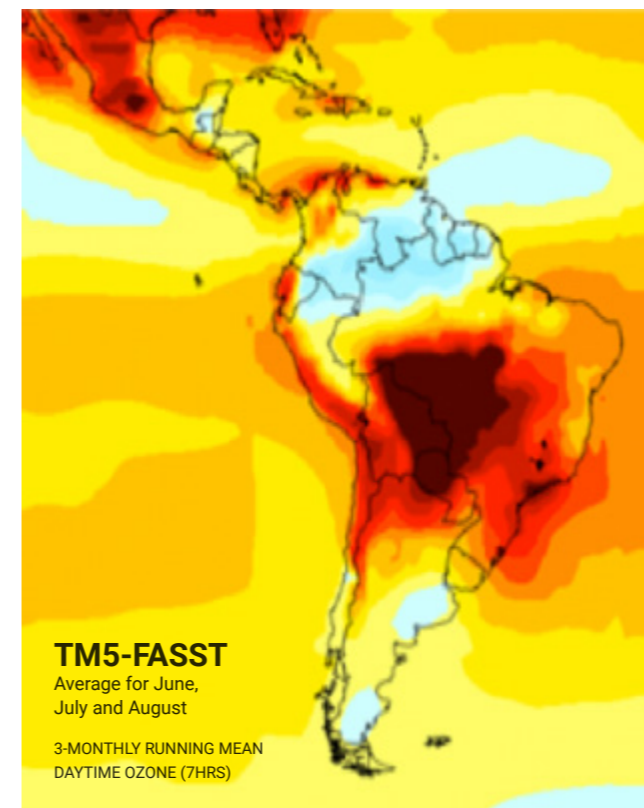 TM5-FASST
Average for June,
July and August
3-MONTHLY RUNNING MEAN
DAYTIME OZONE (7HRS)